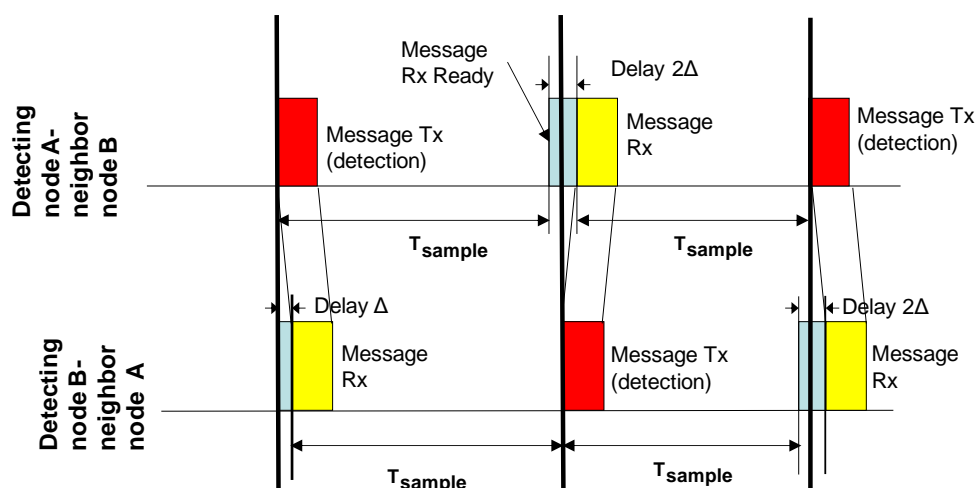 Message
Rx Ready
Delay 2Δ
Detecting
node A-
neighbor
node B
Message Tx
(detection)
Message
Rx
Message Tx
(detection)
Tsample
Tsample
Delay Δ
Delay 2Δ
Detecting
node B-
neighbor
node A
Message
Rx
Message Tx
(detection)
Message
Rx
Tsample
Tsample